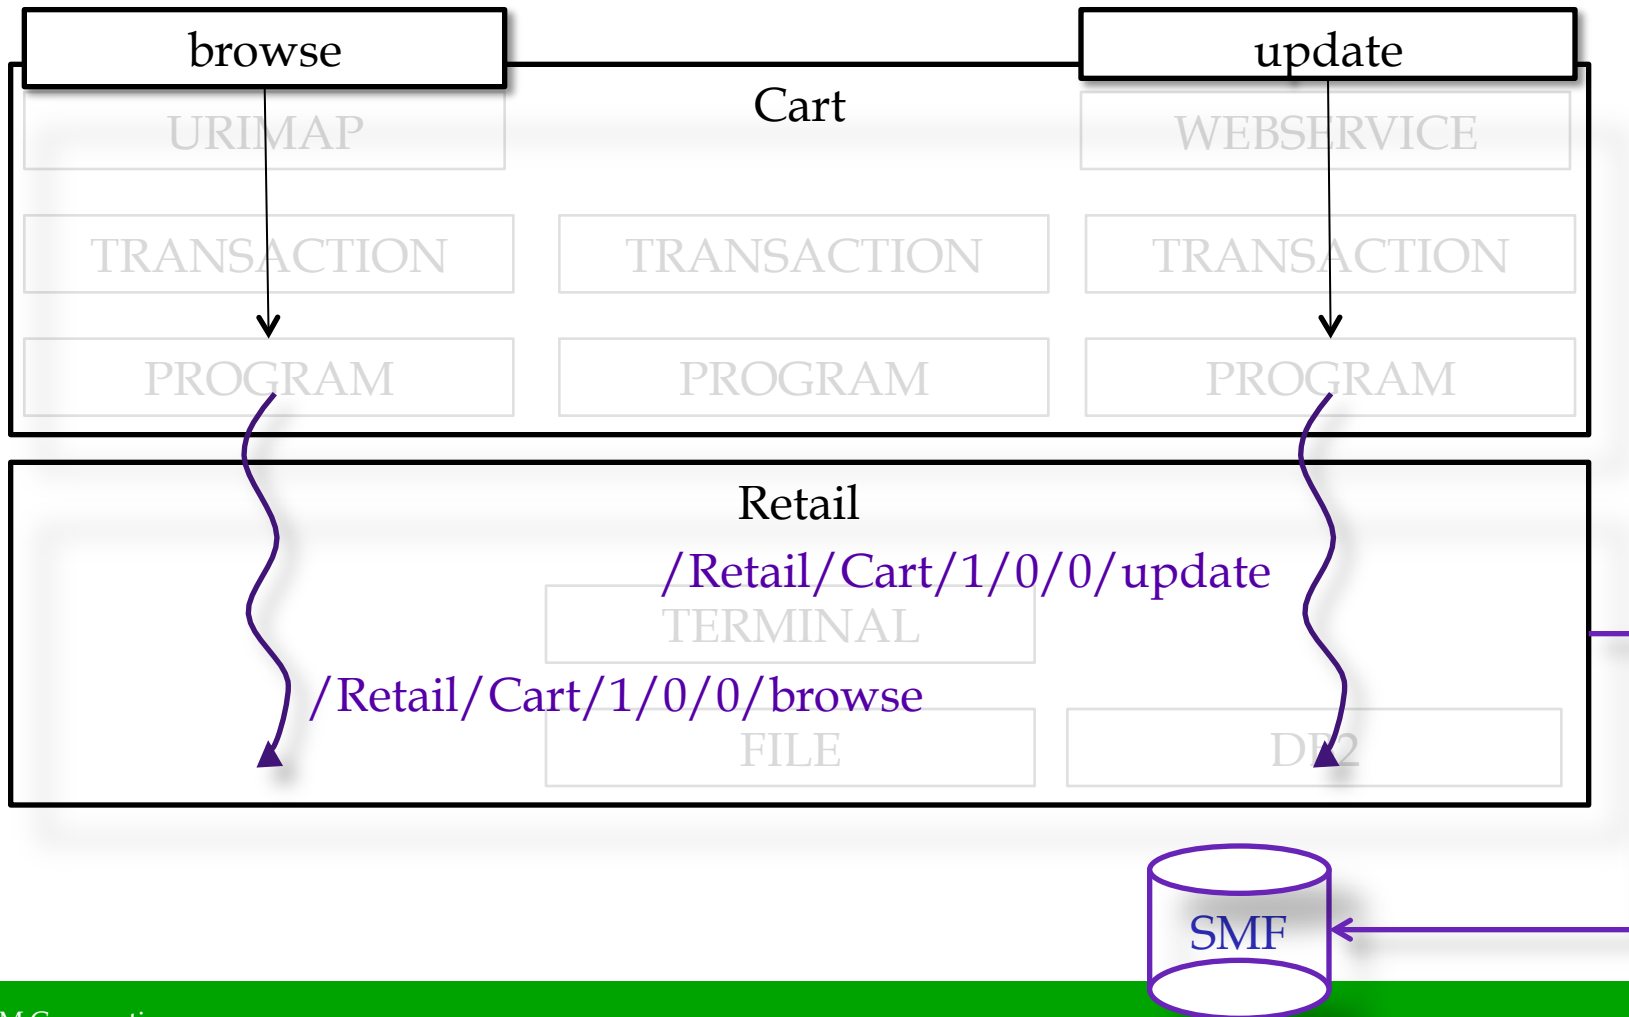 browse
update
Cart
URIMAP
WEBSERVICE
TRANSACTION
TRANSACTION
TRANSACTION
PROGRAM
PROGRAM
PROGRAM
Retail
/Retail/Cart/1/0/0/update
TERMINAL
/Retail/Cart/1/0/0/browse
FILE
DB2
SMF